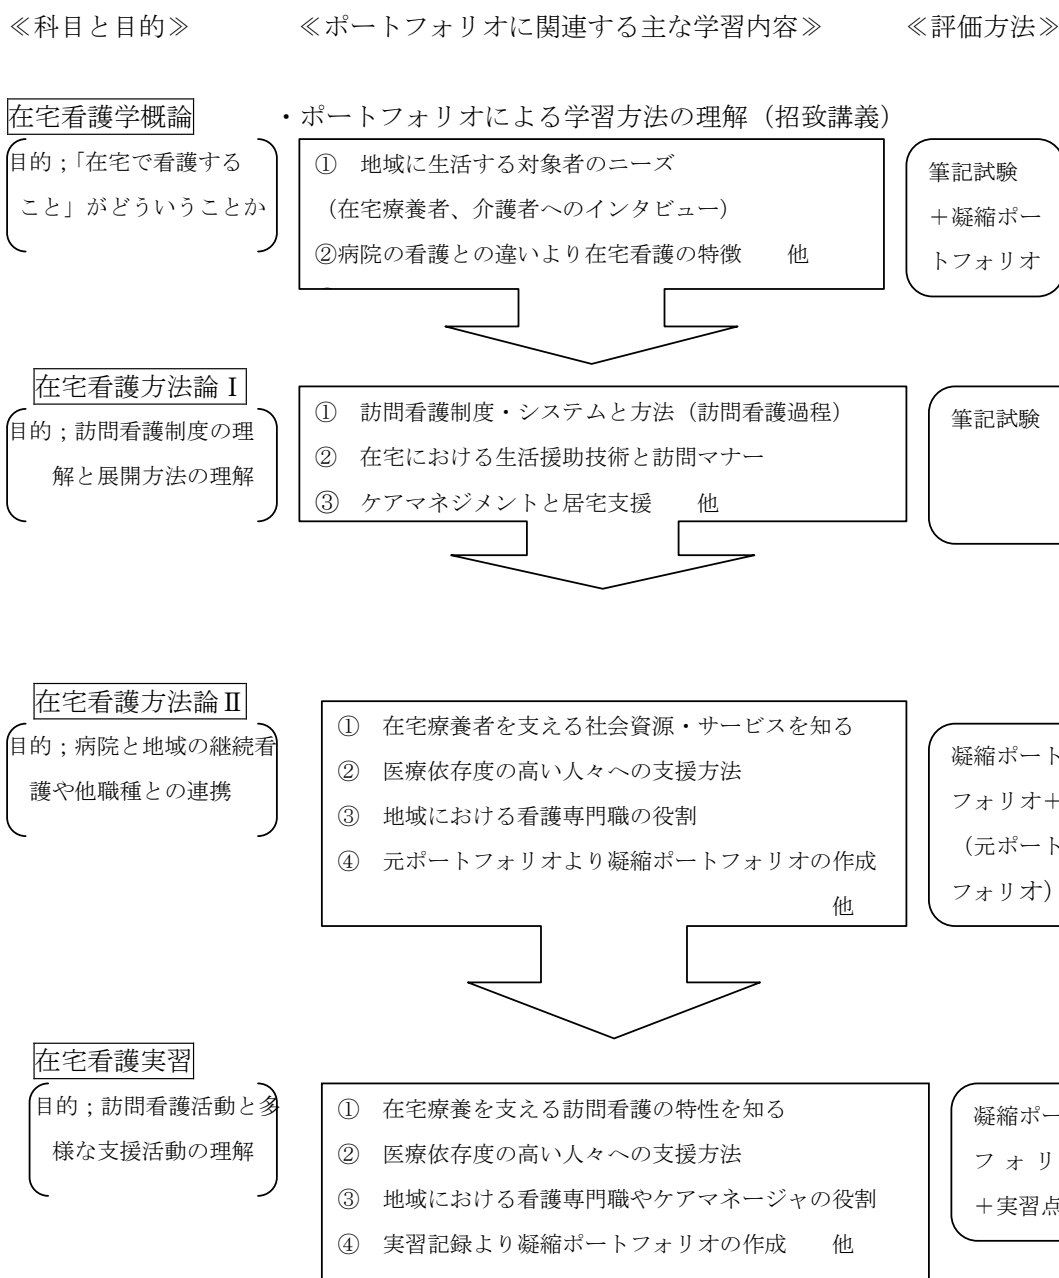 ≪科目と目的≫
≪ポートフォリオに関連する主な学習内容≫
≪評価方法≫
在宅看護学概論
・ポートフォリオによる学習方法の理解（招致講義）
目的；「在宅で看護する
こと」がどういうことか
① 地域に生活する対象者のニーズ
（在宅療養者、介護者へのインタビュー）
②病院の看護との違いより在宅看護の特徴 他
筆記試験
＋凝縮ポー
トフォリオ
在宅看護方法論Ⅰ
目的；訪問看護制度の理
解と展開方法の理解
① 訪問看護制度・システムと方法（訪問看護過程）
② 在宅における生活援助技術と訪問マナー
③ ケアマネジメントと居宅支援 他
筆記試験
在宅看護方法論Ⅱ
目的；病院と地域の継続看
護や他職種との連携
① 在宅療養者を支える社会資源・サービスを知る
② 医療依存度の高い人々への支援方法
③ 地域における看護専門職の役割
④ 元ポートフォリオより凝縮ポートフォリオの作成
他
凝縮ポート
フォリオ＋
（元ポート
フォリオ）
在宅看護実習
目的；訪問看護活動と多
様な支援活動の理解
① 在宅療養を支える訪問看護の特性を知る
② 医療依存度の高い人々への支援方法
③ 地域における看護専門職やケアマネージャの役割
④ 実習記録より凝縮ポートフォリオの作成 他
凝縮ポー
フォリ
＋実習点